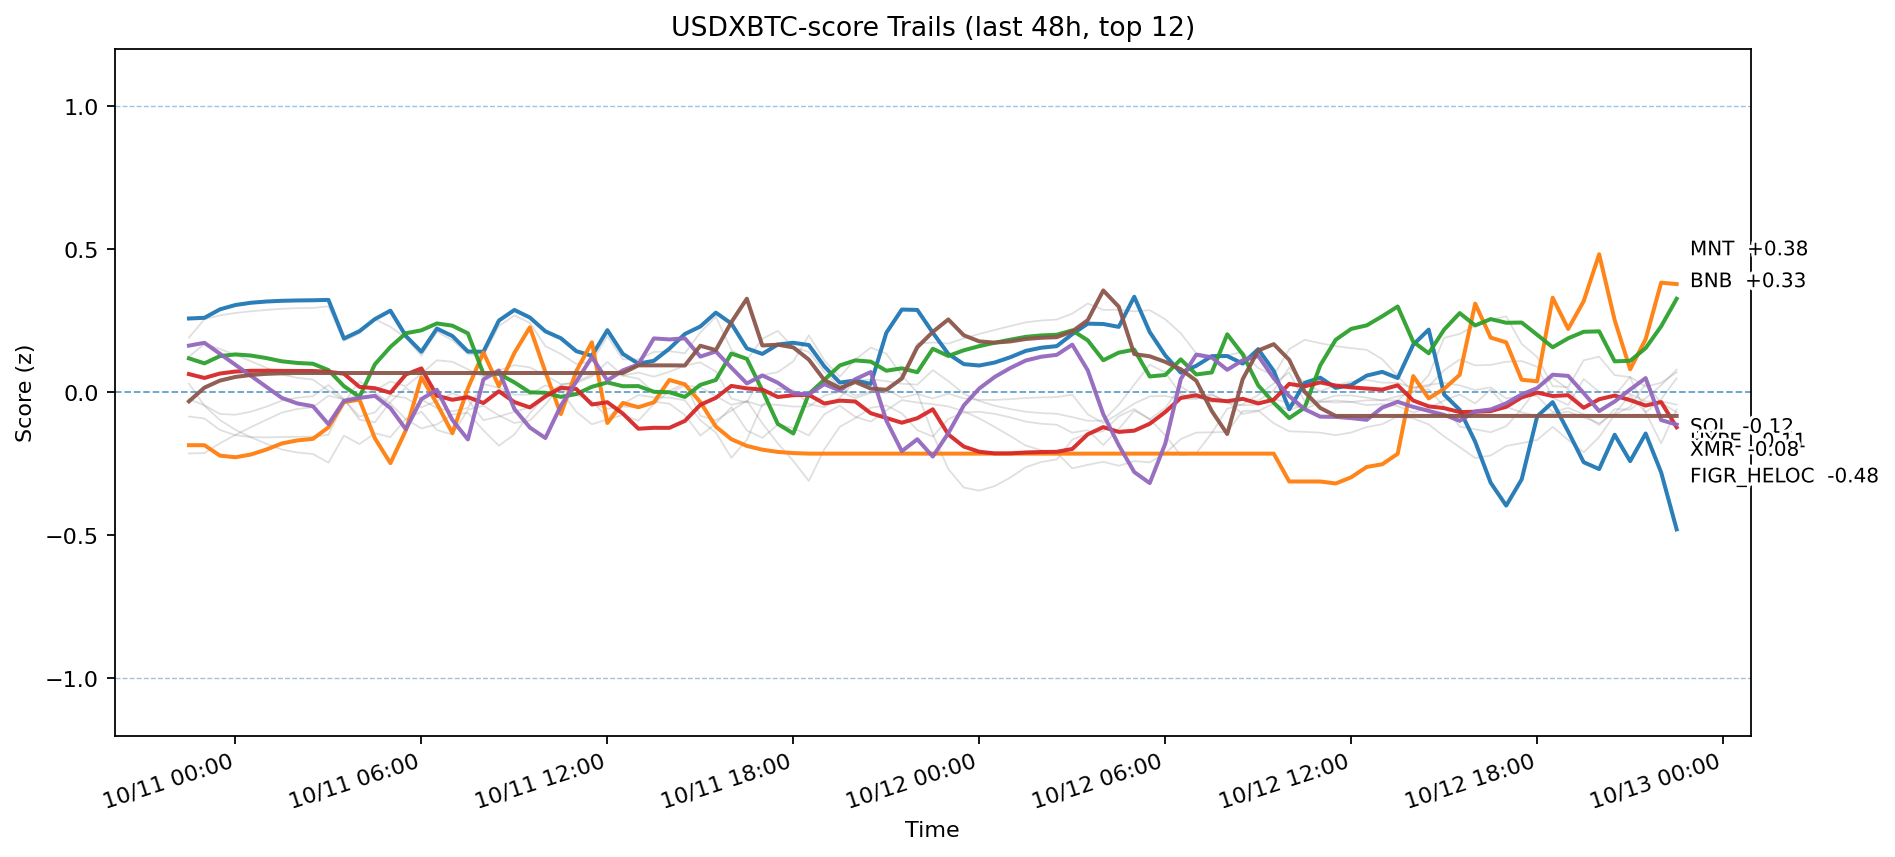 USDXBTC-score Trails (last 48h, top 12)
Score (z)
1.0
0.5
0.0
−0.5
−1.0
MNT +0.38
BNB +0.33
SOL -0.12
XMR -0.08
FIGR_HELOC -0.48
10/11 00:00
10/11 06:00
10/11 12:00
10/11 18:00
10/12 00:00
10/12 06:00
10/12 12:00
10/12 18:00
10/13 00:00
Time